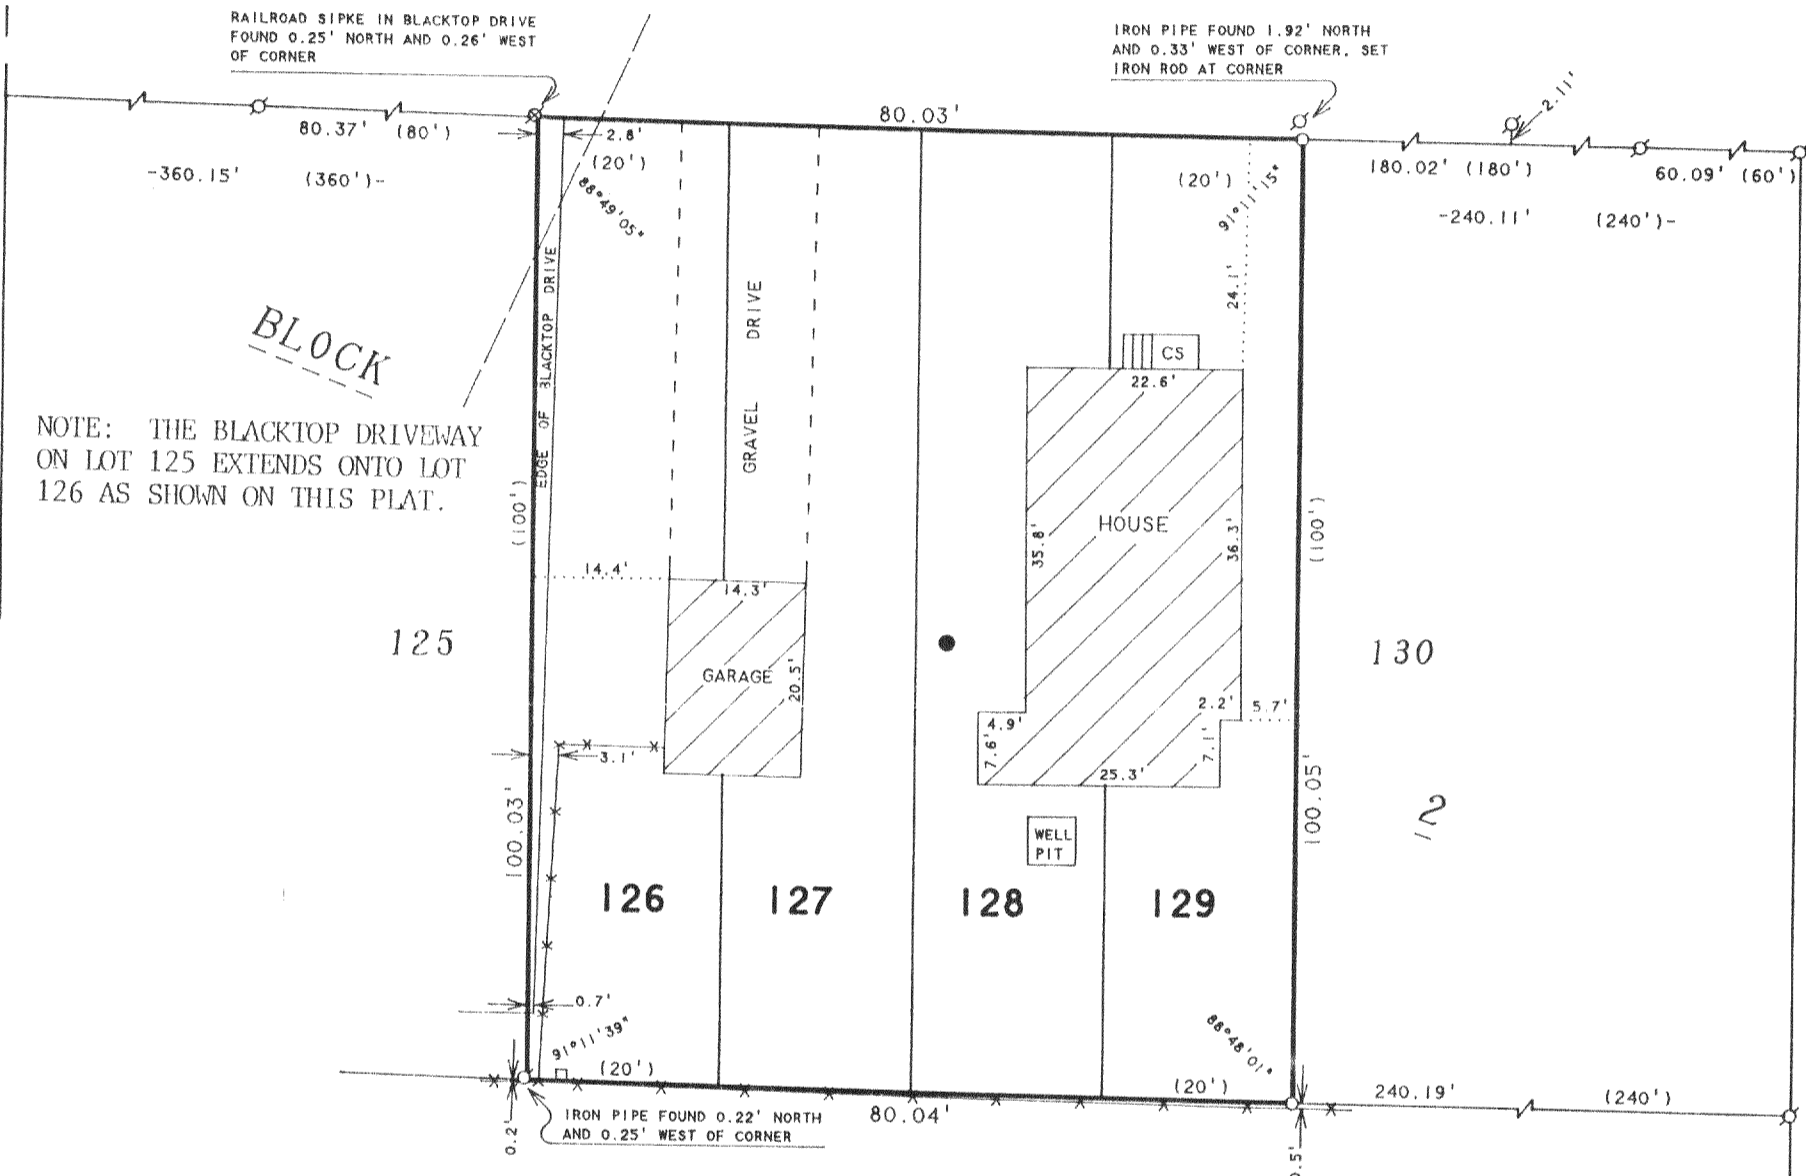 RAILROAD SIPKE IN BLACKTOP DRIVE
FOUND 0.25' NORTH AND 0.26' WEST
OF CORNER
IRON PIPE FOUND 1.92' NORTH
AND 0.33' WEST OF CORNER. SET
IRON ROD AT CORNER
2.11'
80.03'
80.37' (80')
2.8'
(20')
(20')
180.02' (180')
60.09' (60')
-360.15' (360')-
88°49'05"
91°11'15"
-240.11' (240')-
24.1'
EDGE OF BLACKTOP DRIVE
GRAVEL DRIVE
BLOCK
CS
22.6'
NOTE: THE BLACKTOP DRIVEWAY
ON LOT 125 EXTENDS ONTO LOT
126 AS SHOWN ON THIS PLAT.
(100')
HOUSE
35.8'
36.3'
(100')
14.4'
14.3'
125
GARAGE
20.5'
130
2.2'
5.7'
4.9'
7.6'
7.1'
25.3'
3.1'
100.03'
100.05'
2
WELL
PIT
126
127
128
129
0.7'
91°11'39"
88°48'01"
(20')
(20')
240.19' (240')
80.04'
IRON PIPE FOUND 0.22' NORTH
AND 0.25' WEST OF CORNER
0.2'
.5'